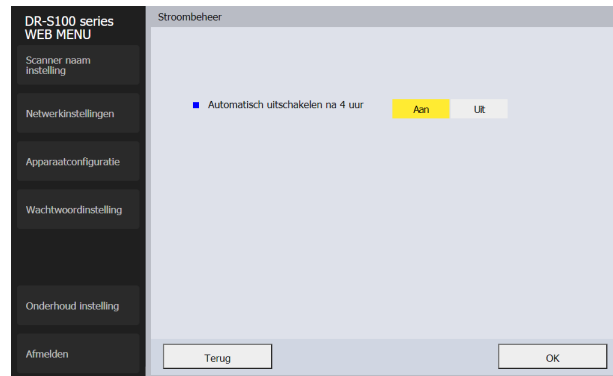 DR-S100 series
WEB MENU
Scanner naam
instelling
Netwerkinstellingen
Apparaatconfiguratie
Wachtwoordinstelling
Onderhoud instelling
Afmelden
Stroombeheer
Automatisch uitschakelen na 4 uur
Aan
Uit
Terug
OK